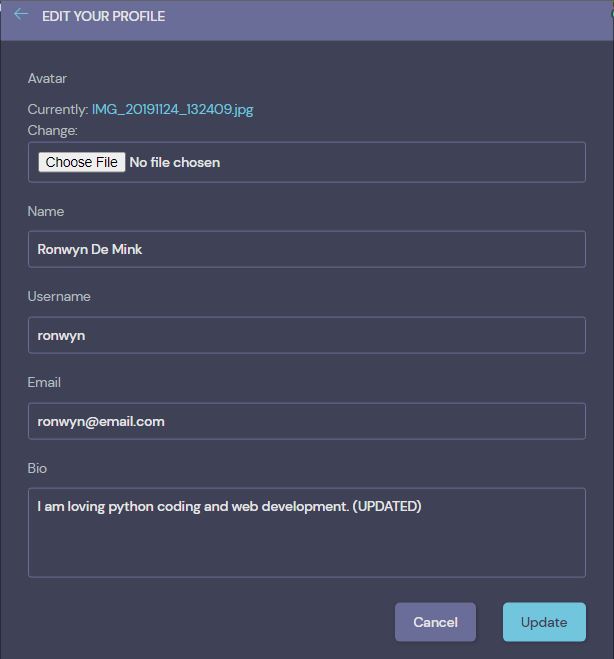 EDIT YOUR PROFILE
Avatar
Currently: IMG_20191124_132409.jpg
Change:
Choose File No file chosen
Name
Ronwyn De Mink
Username
ronwyn
Email
ronwyn@email.com
Bio
I am loving python coding and web development. (UPDATED)
Cancel Update